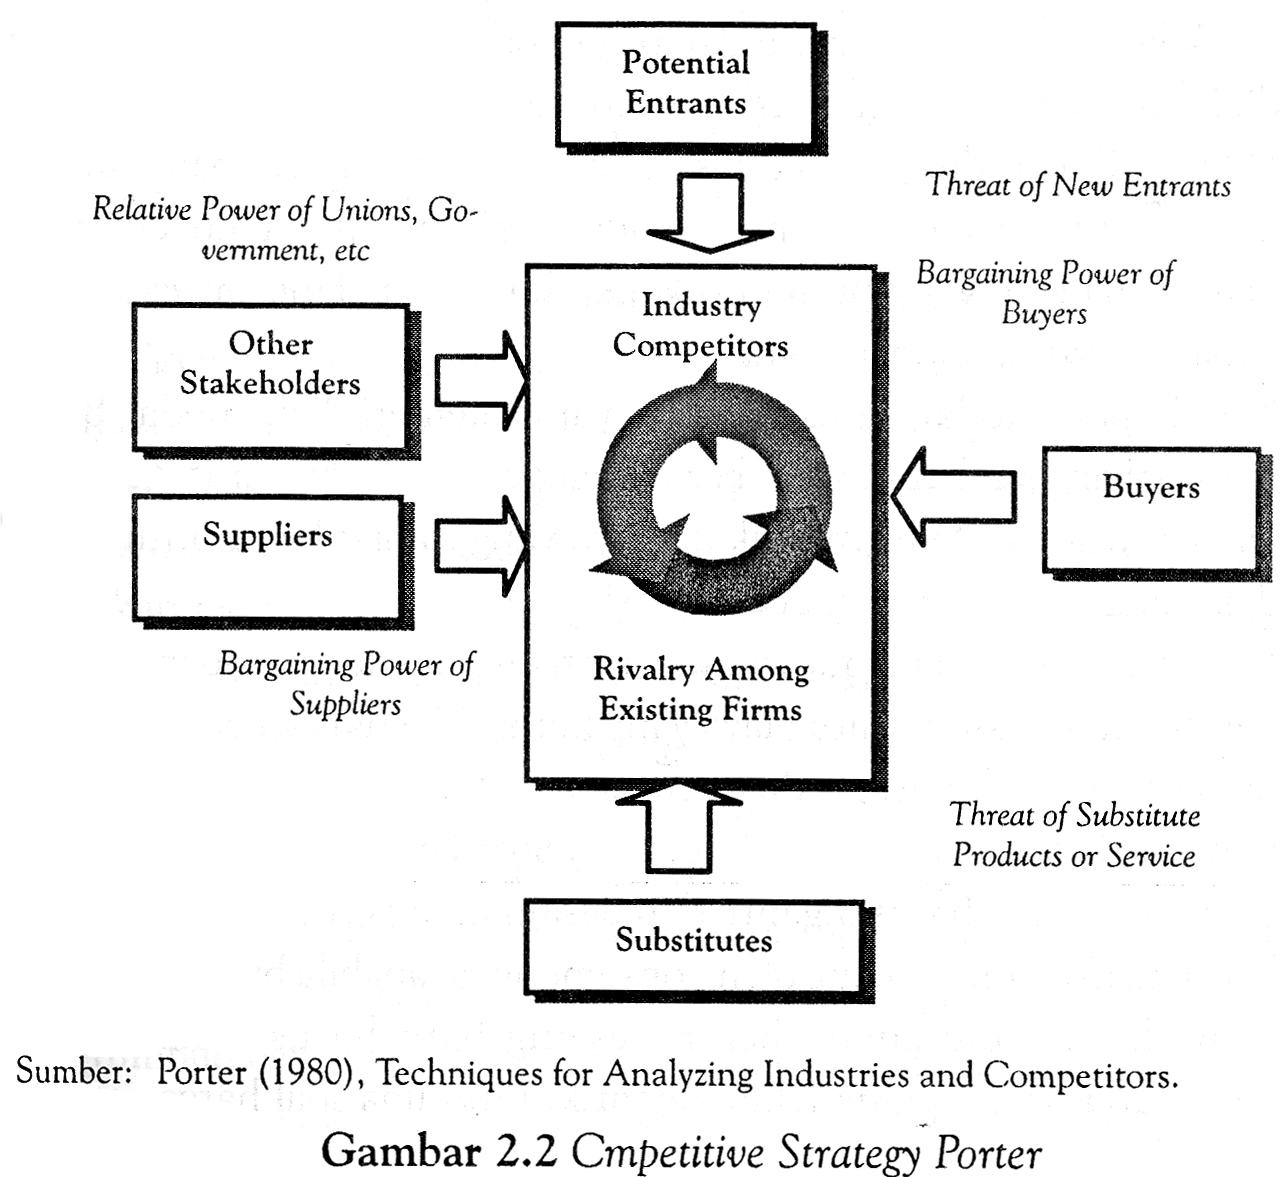 Potential
Entrants
Threat of New Entrants
Relative Power of Unions, Go-
vernment, etc
Bargaining Power of
Buyers
Industry
Competitors
Other
Stakeholders
Buyers
Suppliers
Bargaining Power of
Suppliers
Rivalry Among
Existing Firms
Threat of Substitute
Products or Service
Substitutes
Sumber: Porter (1980), Techniques for Analyzing Industries and Competitors.
Gambar 2.2 Cmpetitive Strategy Porter